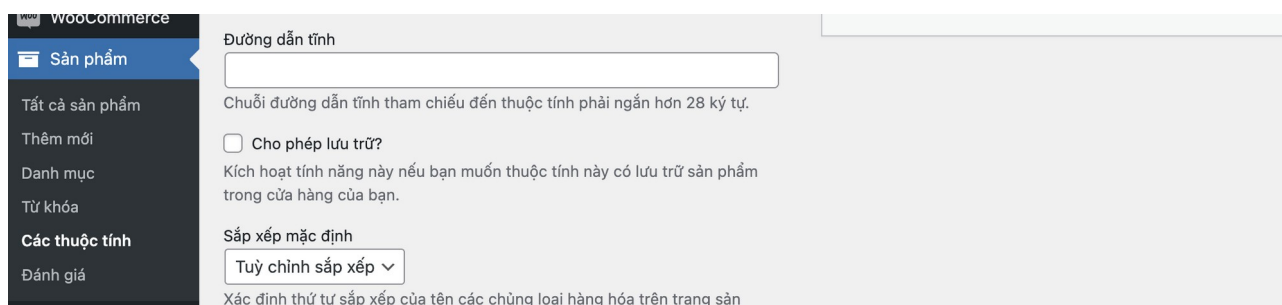 WooCommerce
Sản phẩm
Tất cả sản phẩm
Thêm mới
Danh mục
Từ khóa
Các thuộc tính
Đánh giá
Đường dẫn tĩnh
Chuỗi đường dẫn tĩnh tham chiếu đến thuộc tính phải ngắn hơn 28 ký tự.
Cho phép lưu trữ?
Kích hoạt tính năng này nếu bạn muốn thuộc tính này có lưu trữ sản phẩm
trong cửa hàng của bạn.
Sắp xếp mặc định
Tuỳ chỉnh sắp xếp
Xác định thứ tự sắp xếp của tên các chủng loại hàng hóa trên trang sản